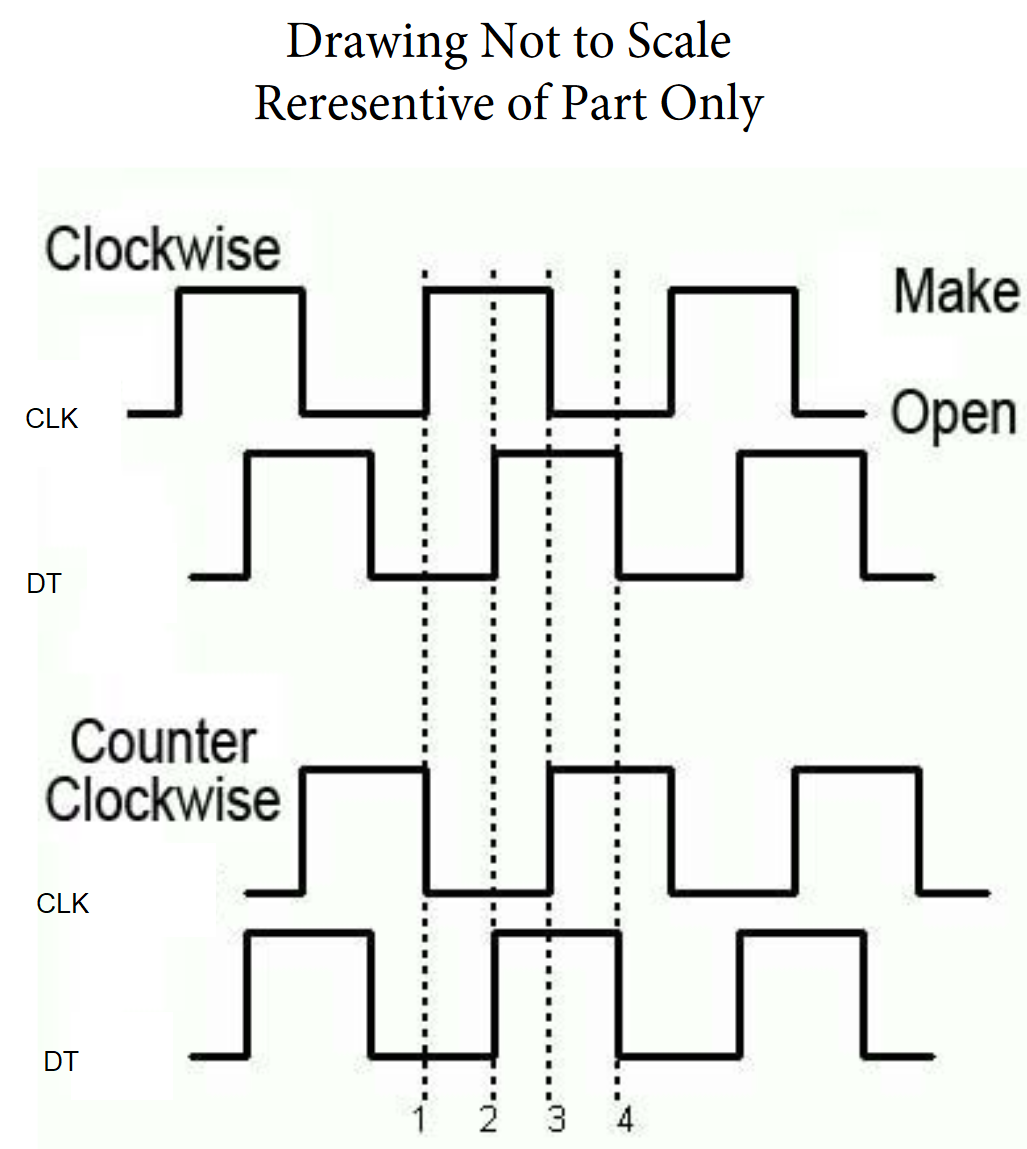 Drawing Not to Scale
Reresentive of Part Only
Clockwise
Make
CLK
Open
DT
Counter
Clockwise
CLK
DT
1 2 3 4